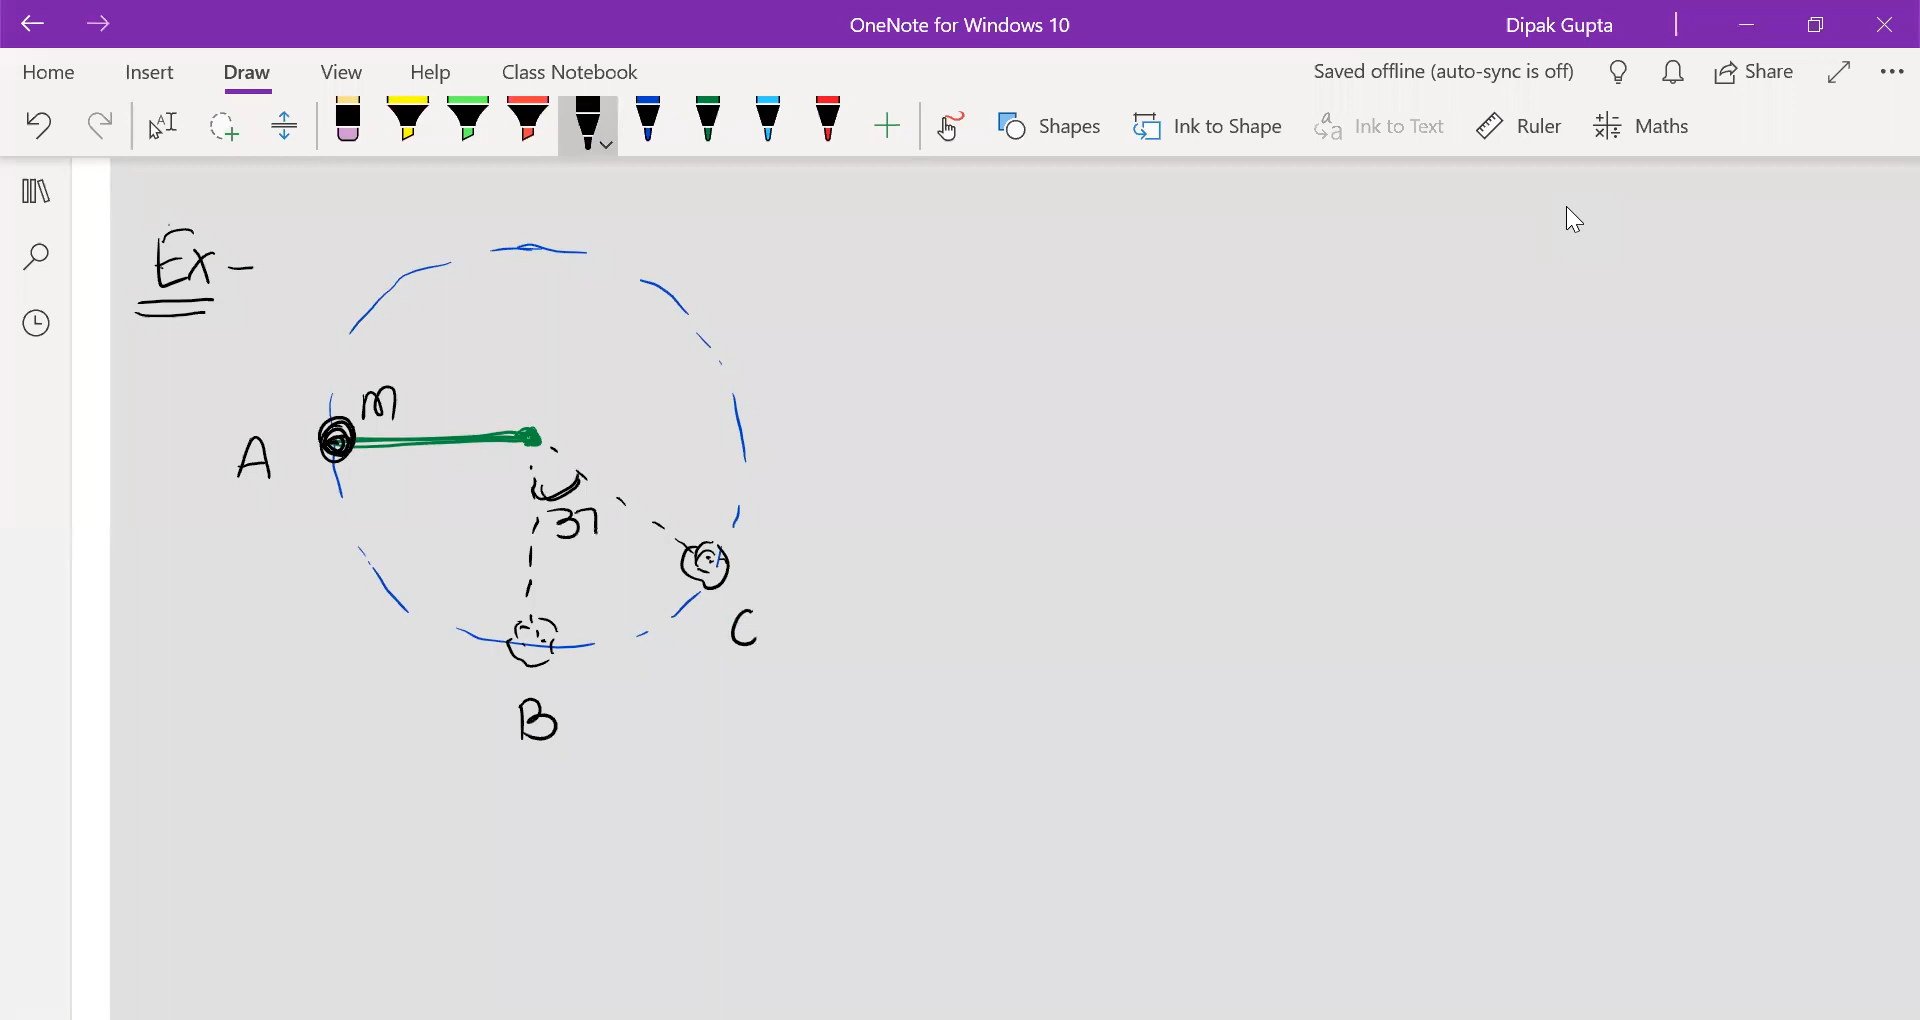 OneNote for Windows 10
Dipak Gupta
Home Insert Draw View Help Class Notebook
Saved offline (auto-sync is off)
Share
Shapes
Ink to Shape
Ink to Text
Ruler
Maths
Ex -
M
A
37
C
B